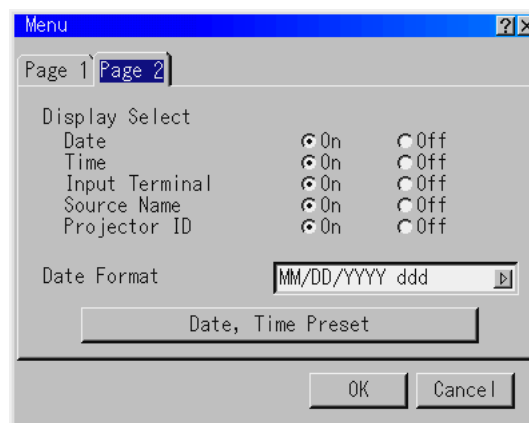 Menu
Page 1 Page 2
Display Select
Date On Off
Time On Off
Input Terminal On Off
Source Name On Off
Projector ID On Off
Date Format MM/DD/YYYY ddd
Date, Time Preset
OK Cancel